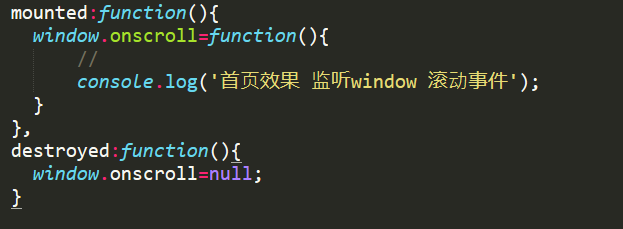 mounted:function(){
window.onscroll=function(){
//
console.log('首页效果 监听window 滚动事件');
}
},
destroyed:function(){
window.onscroll=null;
}